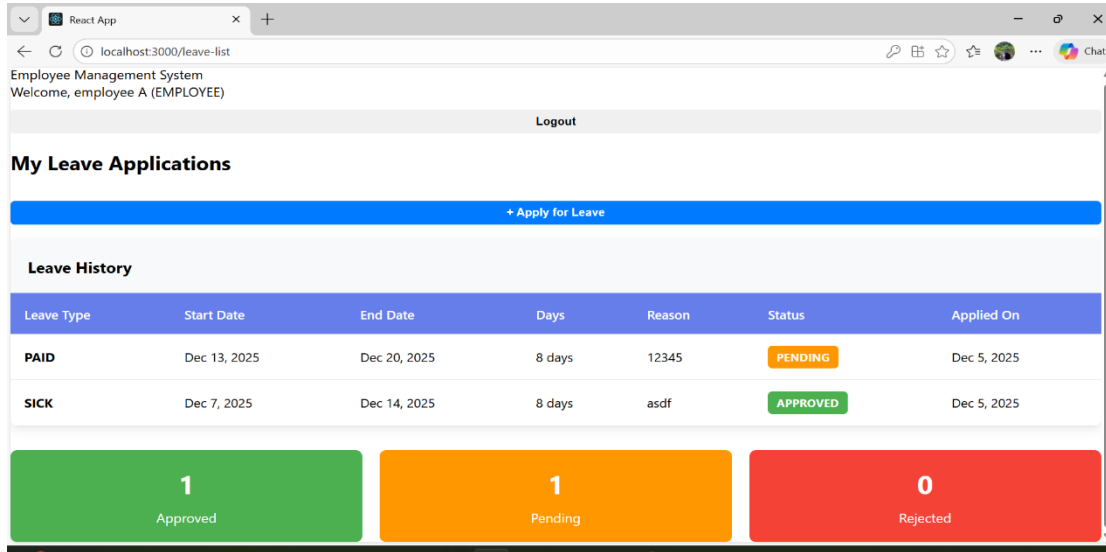 React App
localhost:3000/leave-list
Chat
Employee Management System
Welcome, employee A (EMPLOYEE)
Logout
My Leave Applications
+ Apply for Leave
Leave History
Leave Type Start Date End Date Days Reason Status Applied On
PAID Dec 13, 2025 Dec 20, 2025 8 days 12345 PENDING Dec 5, 2025
SICK Dec 7, 2025 Dec 14, 2025 8 days asdf APPROVED Dec 5, 2025
1 1 0
Approved Pending Rejected